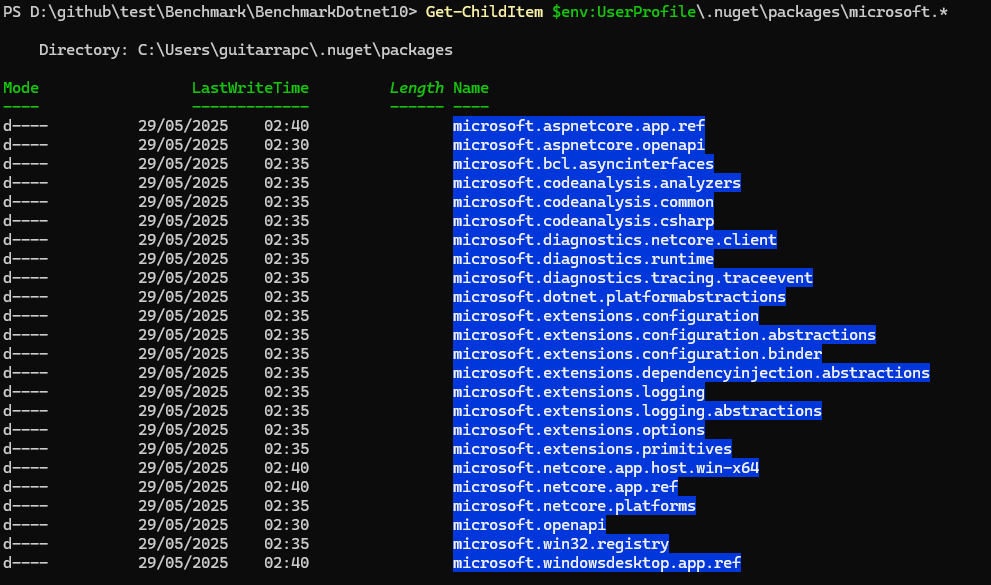 PS D:\github\test\Benchmark\BenchmarkDotnet10> Get-ChildItem $env:UserProfile\.nuget\packages\microsoft.*
Directory: C:\Users\guitarrapc\.nuget\packages
Mode LastWriteTime Length Name
---- ------------- ------ ----
d---- 29/05/2025 02:40 microsoft.aspnetcore.app.ref
d---- 29/05/2025 02:30 microsoft.aspnetcore.openapi
d---- 29/05/2025 02:35 microsoft.bcl.asyncinterfaces
d---- 29/05/2025 02:35 microsoft.codeanalysis.analyzers
d---- 29/05/2025 02:35 microsoft.codeanalysis.common
d---- 29/05/2025 02:35 microsoft.codeanalysis.csharp
d---- 29/05/2025 02:35 microsoft.diagnostics.netcore.client
d---- 29/05/2025 02:35 microsoft.diagnostics.runtime
d---- 29/05/2025 02:35 microsoft.diagnostics.tracing.traceevent
d---- 29/05/2025 02:35 microsoft.dotnet.platformabstractions
d---- 29/05/2025 02:35 microsoft.extensions.configuration
d---- 29/05/2025 02:35 microsoft.extensions.configuration.abstractions
d---- 29/05/2025 02:35 microsoft.extensions.configuration.binder
d---- 29/05/2025 02:35 microsoft.extensions.dependencyinjection.abstractions
d---- 29/05/2025 02:35 microsoft.extensions.logging
d---- 29/05/2025 02:35 microsoft.extensions.logging.abstractions
d---- 29/05/2025 02:35 microsoft.extensions.options
d---- 29/05/2025 02:35 microsoft.extensions.primitives
d---- 29/05/2025 02:40 microsoft.netcore.app.host.win-x64
d---- 29/05/2025 02:40 microsoft.netcore.app.ref
d---- 29/05/2025 02:35 microsoft.netcore.platforms
d---- 29/05/2025 02:30 microsoft.openapi
d---- 29/05/2025 02:35 microsoft.win32.registry
d---- 29/05/2025 02:40 microsoft.windowsdesktop.app.ref